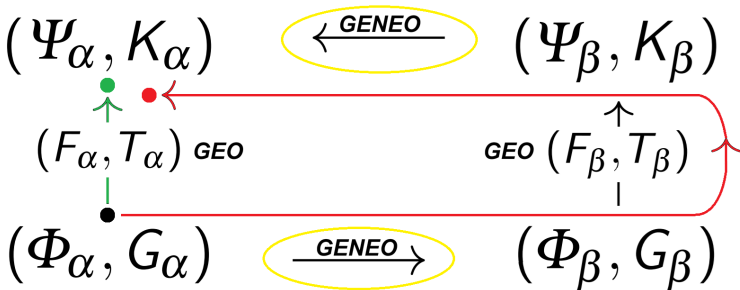 (Ψα, Kα) GENEO (Ψβ, Kβ)
(Fα, Tα) GEO GEO (Fβ, Tβ)
(Φα, Gα) GENEO (Φβ, Gβ)